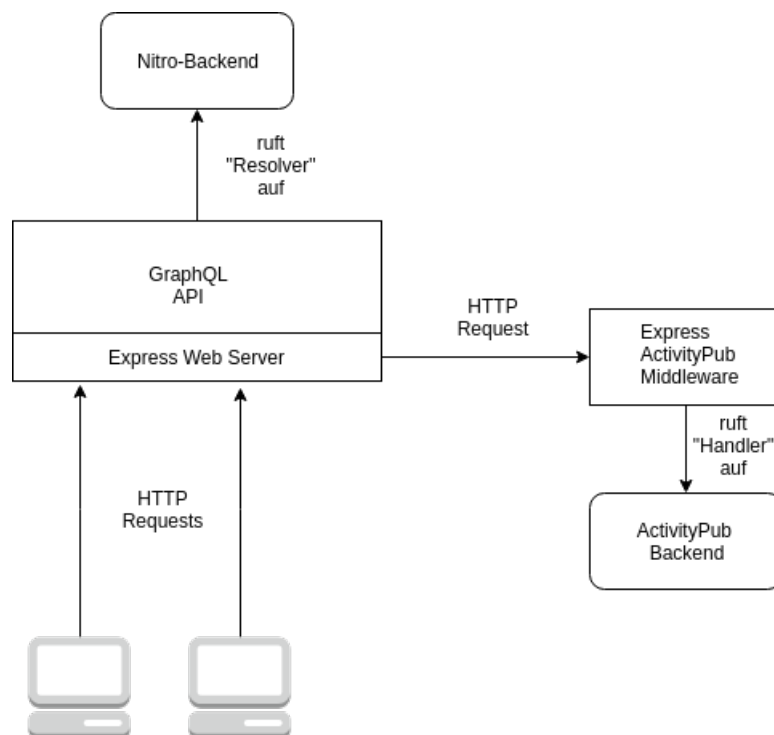 Nitro-Backend
ruft
"Resolver"
auf
GraphQL
API
Express Web Server
HTTP
Request
Express
ActivityPub
Middleware
ruft
"Handler"
auf
HTTP
Requests
ActivityPub
Backend